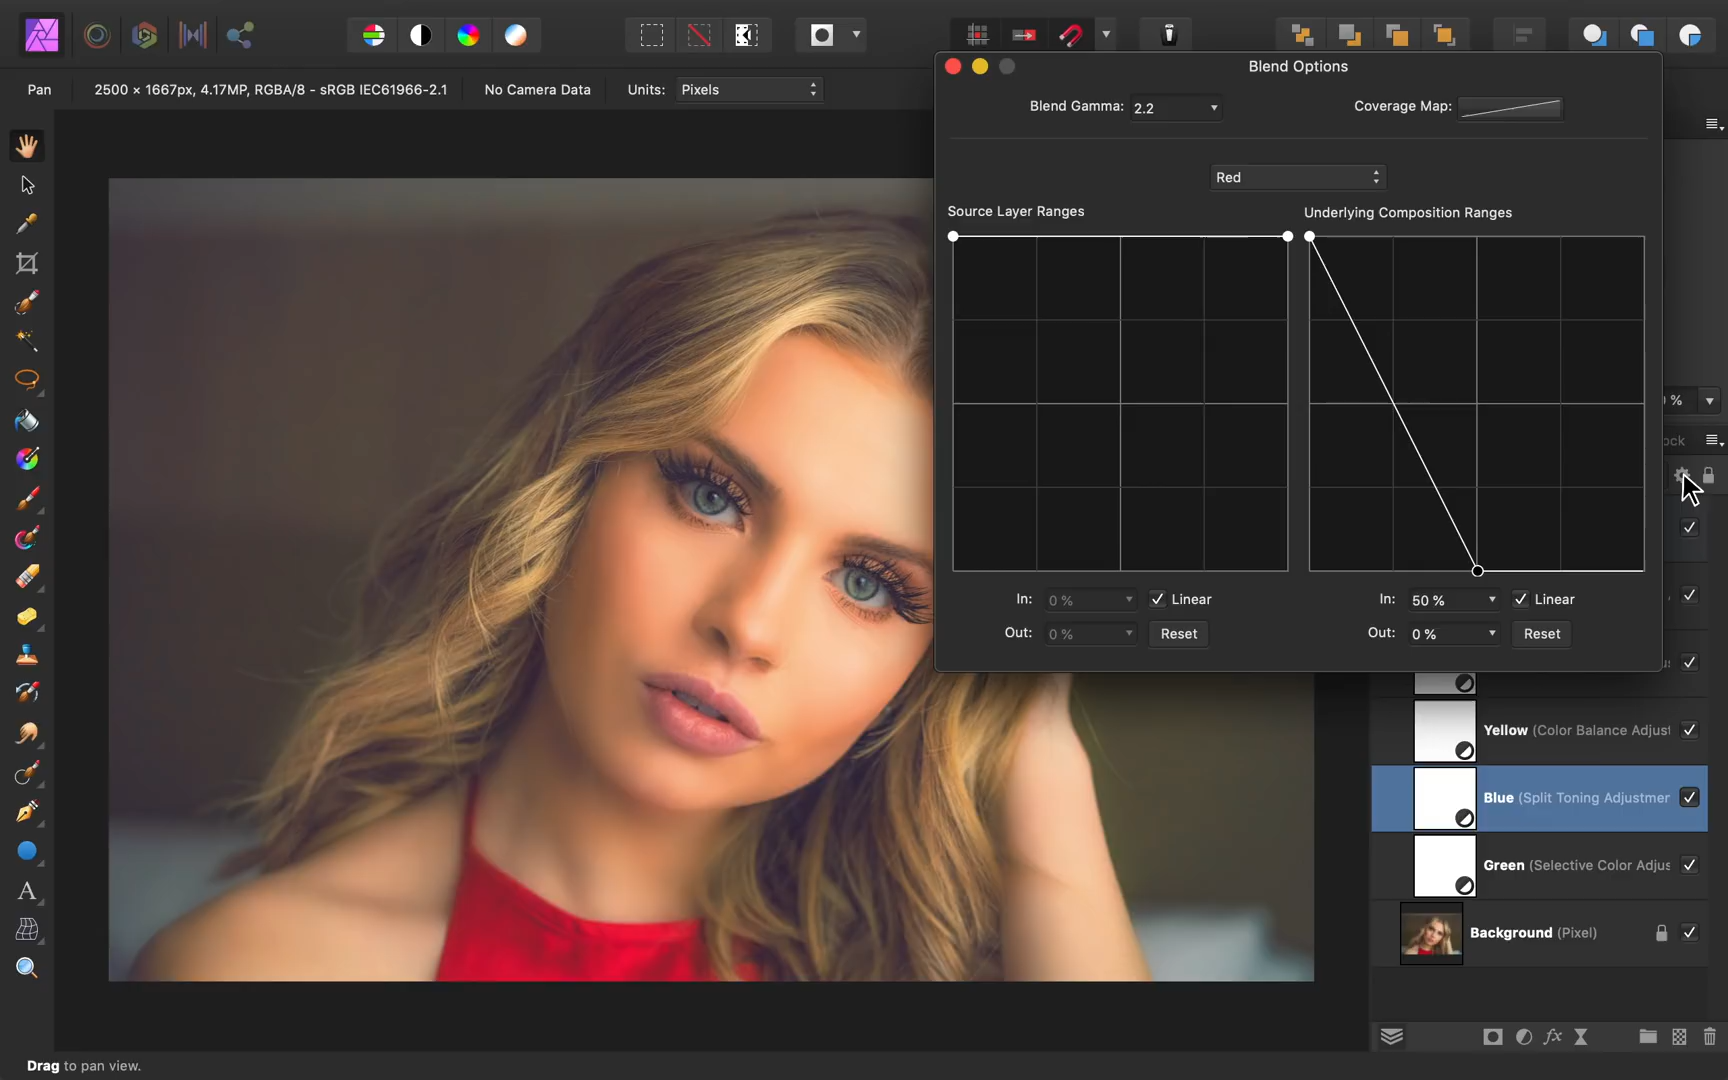 Blend Options
Pan
2500 × 1667px, 4.17MP, RGBA/8 - sRGB IEC61966-2.1
No Camera Data
Units:
Pixels
Blend Gamma:
2.2
Coverage Map:
Red
Source Layer Ranges
Underlying Composition Ranges
%
ock
In:
0 %
Linear
In:
50 %
Linear
Out:
0 %
Reset
Out:
0 %
Reset
Yellow (Color Balance Adjust
Blue (Split Toning Adjustmer
Green (Selective Color Adjus
Background (Pixel)
Drag to pan view.